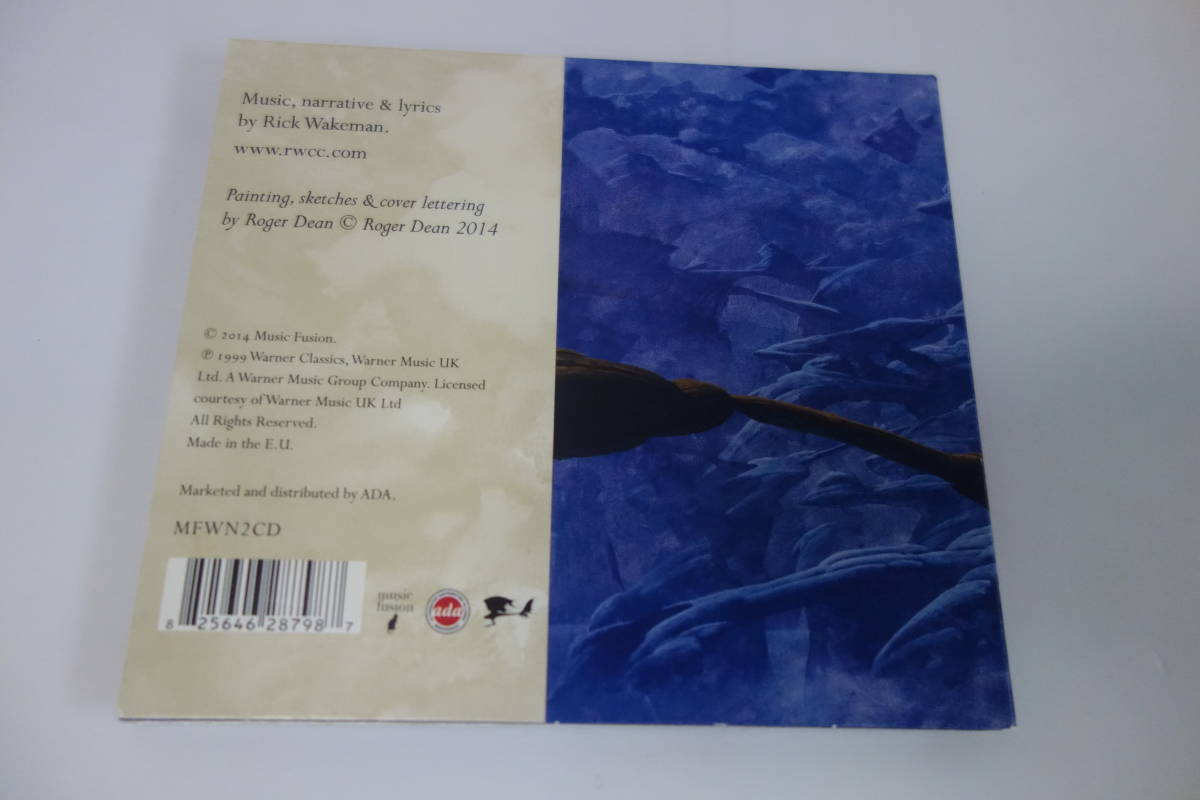 Music, narrative & lyrics
by Rick Wakeman.
www.rwcc.com
Painting, sketches & cover lettering
by Roger Dean © Roger Dean 2014
© 2014 Music Fusion.
℗ 1999 Warner Classics, Warner Music UK
Ltd. A Warner Music Group Company. Licensed
courtesy of Warner Music UK Ltd
All Rights Reserved.
Made in the E.U.
Marketed and distributed by ADA.
MFWN2CD
8 25646 28798 7
music
fusion
ada